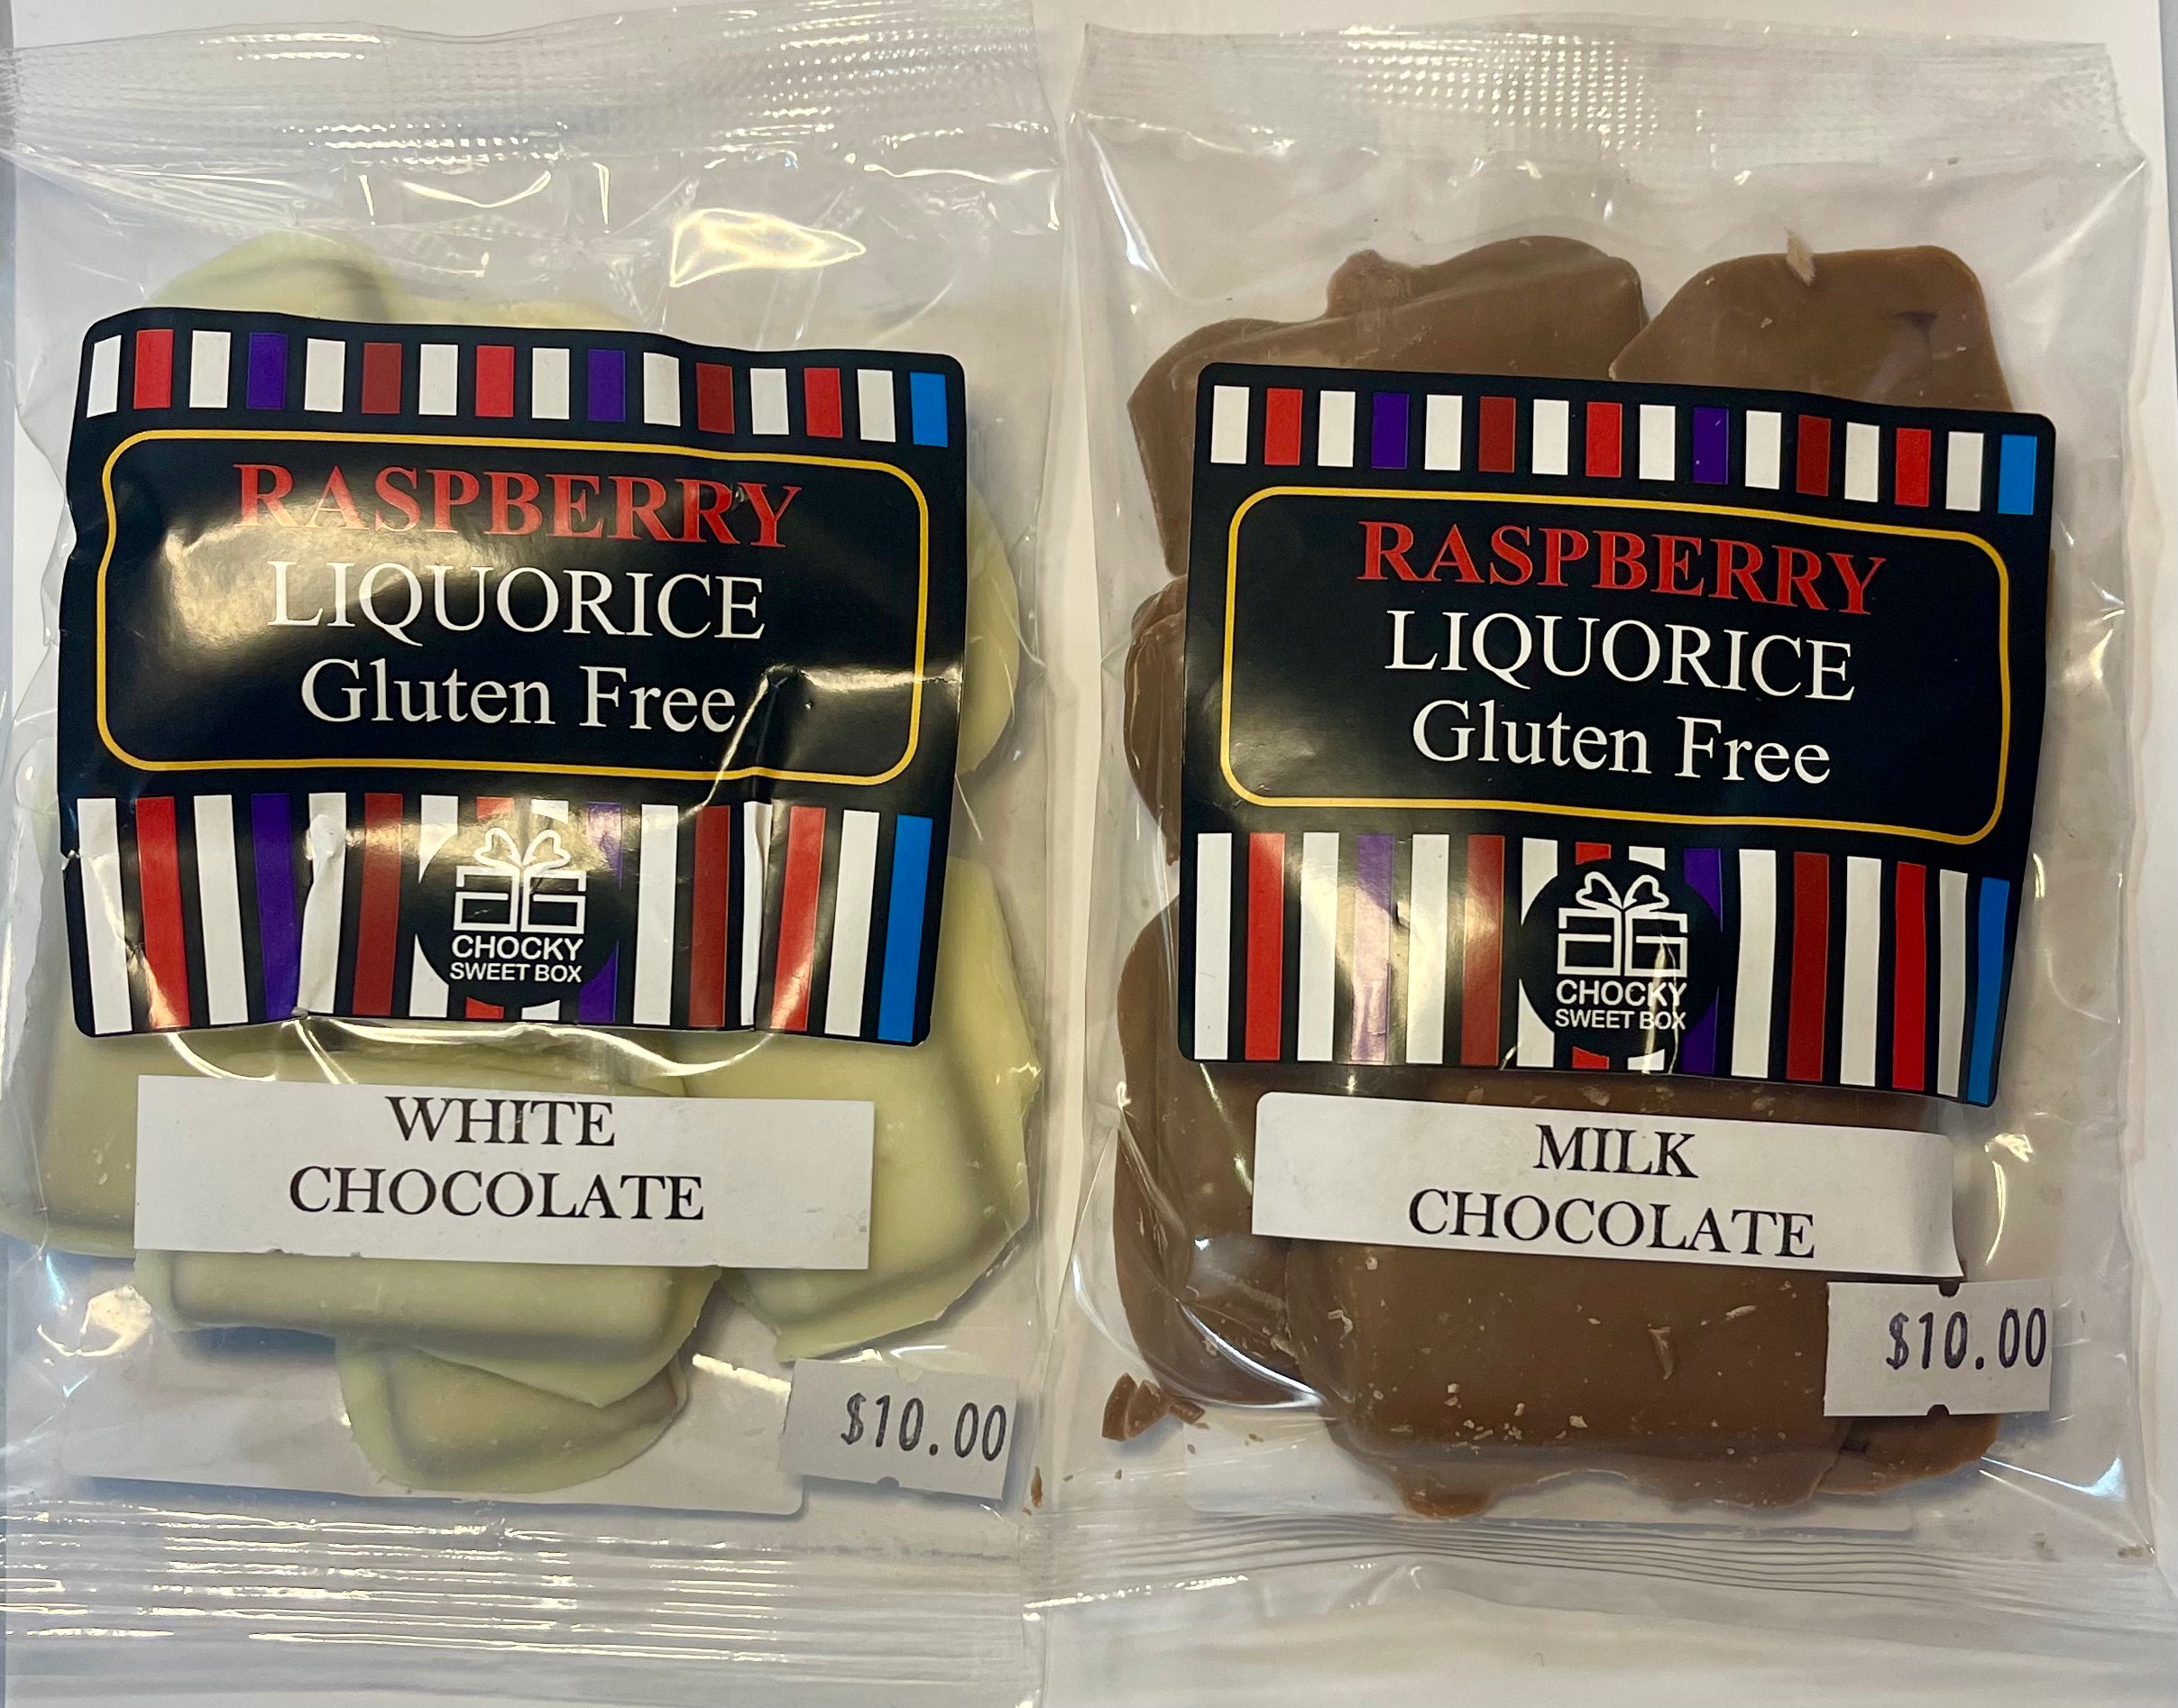 RASPBERRY
LIQUORICE
Gluten Free
CHOCKY
SWEET BOX
WHITE
CHOCOLATE
$10.00
RASPBERRY
LIQUORICE
Gluten Free
CHOCKY
SWEET BOX
MILK
CHOCOLATE
$10.00